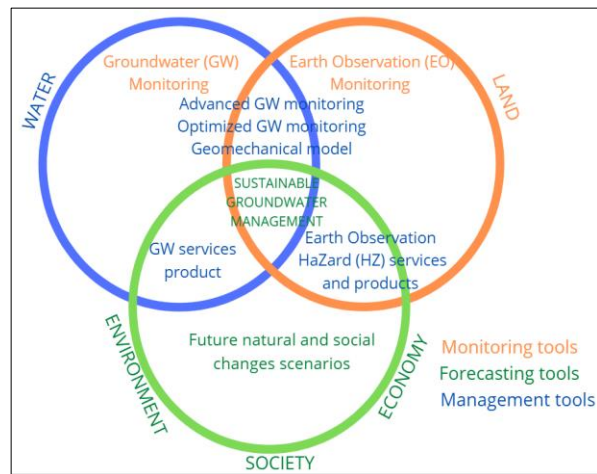 Groundwater (GW)
Monitoring
Earth Observation (EO)
Monitoring
WATER
LAND
Advanced GW monitoring
Optimized GW monitoring
Geomechanical model
SUSTAINABLE
GROUNDWATER
MANAGEMENT
GW services
product
Earth Observation
HaZard (HZ) services
and products
Future natural and social
changes scenarios
ENVIRONMENT
SOCIETY
ECONOMY
Monitoring tools
Forecasting tools
Management tools